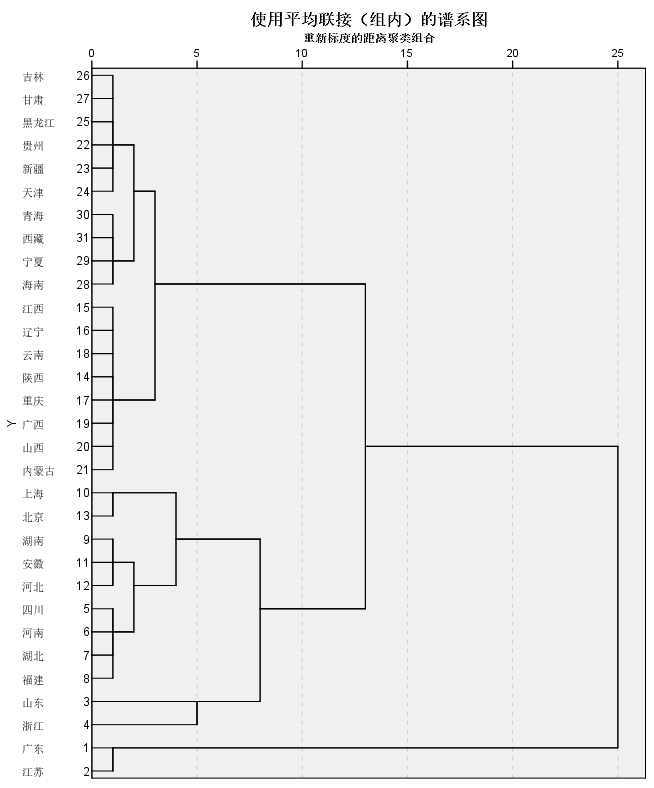 使用平均联接（组内）的谱系图
重新标度的距离聚类组合
0 5 10 15 20 25
吉林 26
甘肃 27
黑龙江 25
贵州 22
新疆 23
天津 24
青海 30
西藏 31
宁夏 29
海南 28
江西 15
辽宁 16
云南 18
陕西 14
重庆 17
Y
广西 19
山西 20
内蒙古 21
上海 10
北京 13
湖南 9
安徽 11
河北 12
四川 5
河南 6
湖北 7
福建 8
山东 3
浙江 4
广东 1
江苏 2